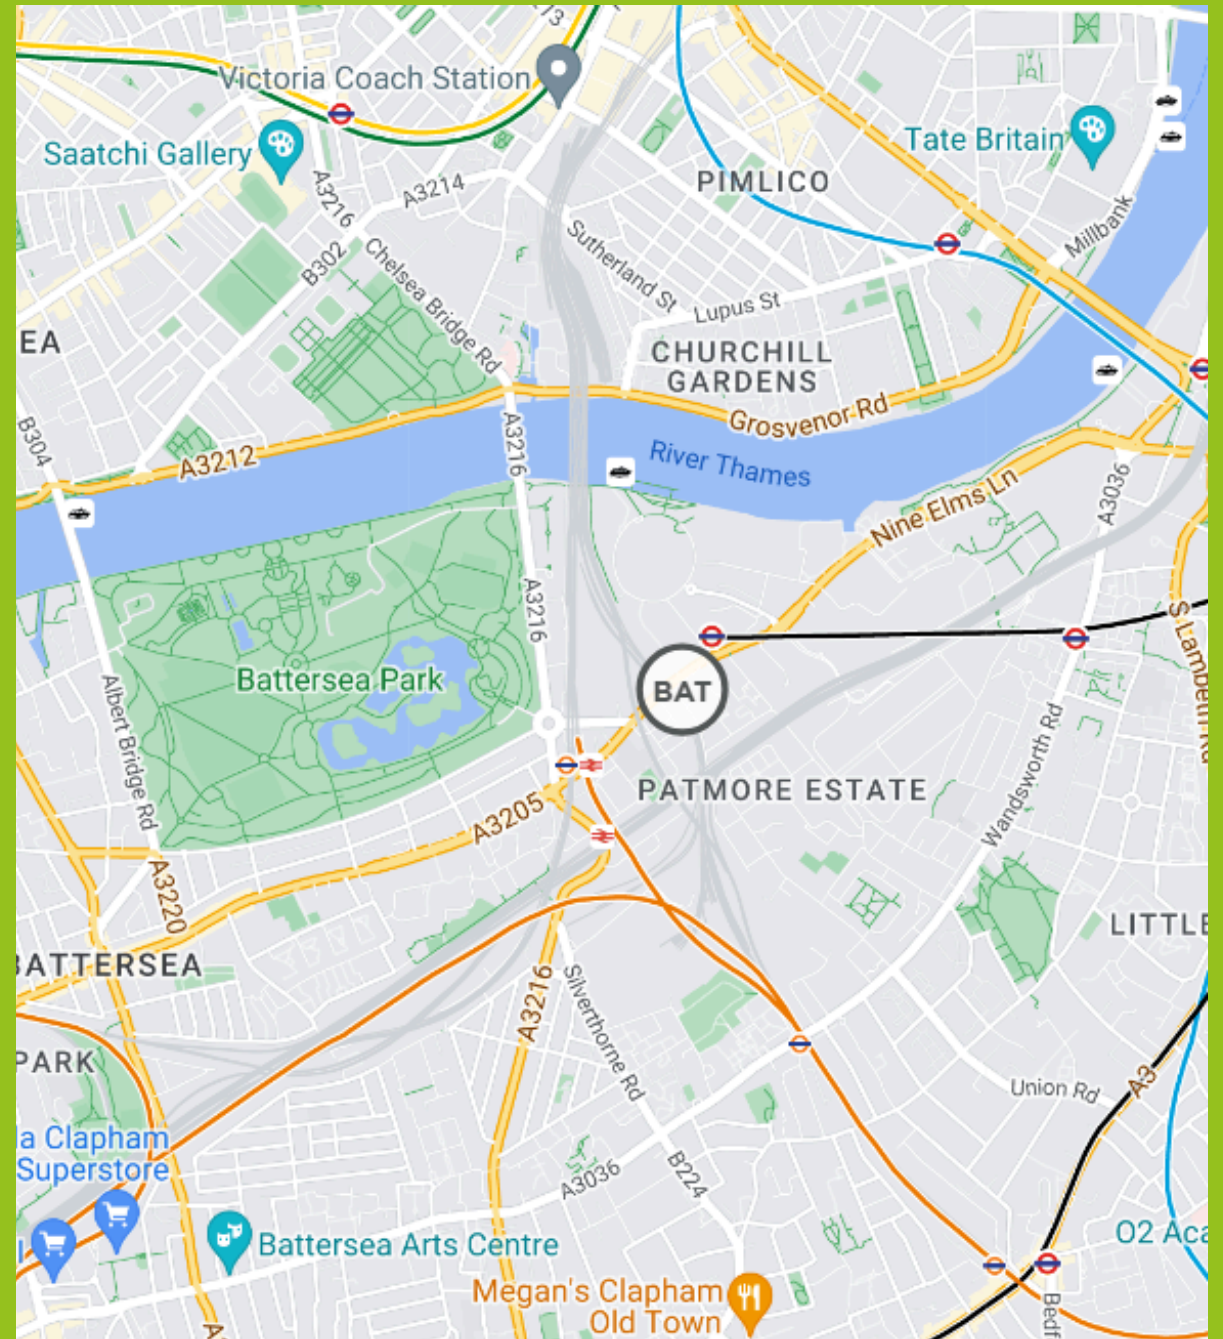 A3213
Victoria Coach Station
Saatchi Gallery
Tate Britain
PIMLICO
A3214
A3216
B302
Chelsea Bridge Rd
Sutherland St
Millbank
Lupus St
EA
CHURCHILL
GARDENS
Grosvenor Rd
B304
A3212
A3216
River Thames
A3036
Nine Elms Ln
A3216
S Lambeth Rd
Battersea Park
BAT
Albert Bridge Rd
Wandsworth Rd
PATMORE ESTATE
A3205
A3220
LITTLE
BATTERSEA
A3216
Silverthorne Rd
PARK
Union Rd
A3
la Clapham
Superstore
A3036
B224
l
Battersea Arts Centre
O2 Aca
Megan's Clapham
Old Town
Bedf